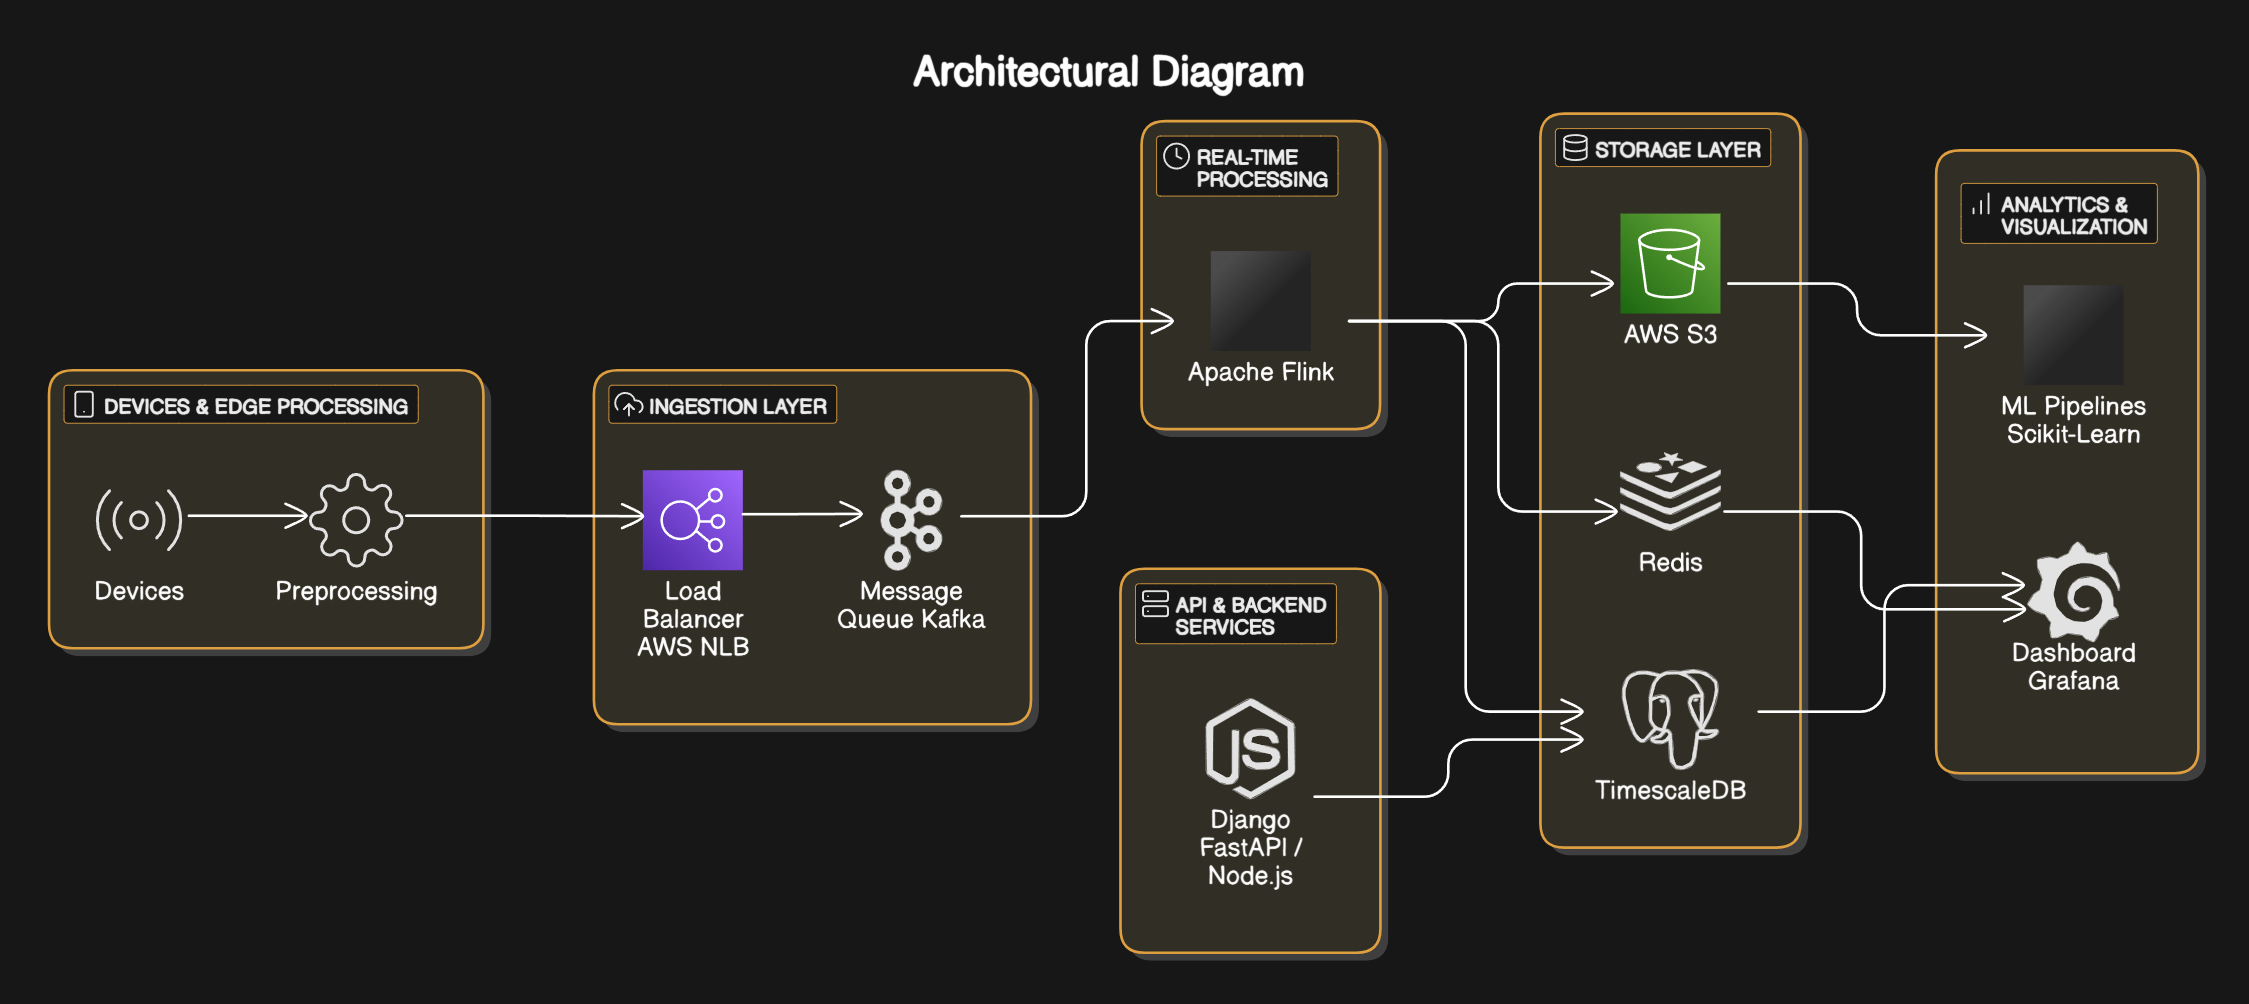 Architectural Diagram
DEVICES & EDGE PROCESSING
Devices
Preprocessing
INGESTION LAYER
Load
Balancer
AWS NLB
Message
Queue Kafka
REAL-TIME
PROCESSING
Apache Flink
API & BACKEND
SERVICES
JS
Django
FastAPI /
Node.js
STORAGE LAYER
AWS S3
Redis
TimescaleDB
ANALYTICS &
VISUALIZATION
ML Pipelines
Scikit-Learn
Dashboard
Grafana